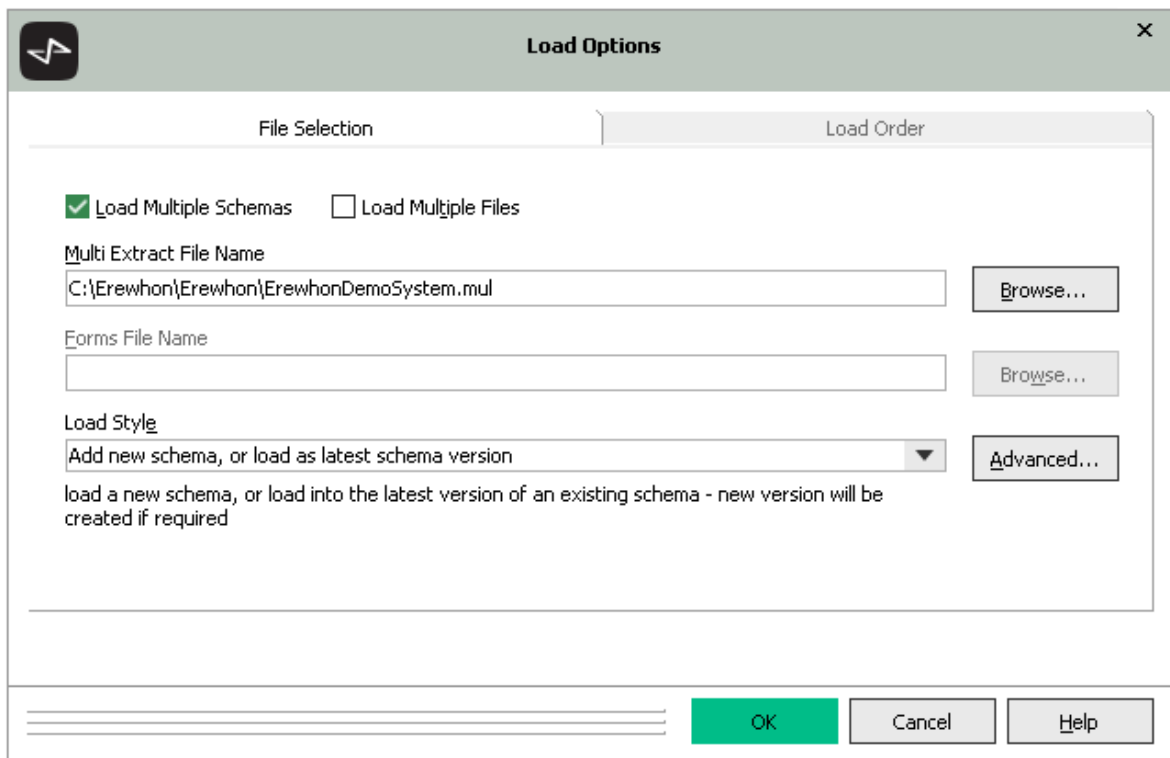 Load Options
×
File Selection
Load Order
Load Multiple Schemas
Load Multiple Files
Multi Extract File Name
C:\Erewhon\Erewhon\ErewhonDemoSystem.mul
Browse...
Forms File Name
Browse...
Load Style
Add new schema, or load as latest schema version
Advanced...
load a new schema, or load into the latest version of an existing schema - new version will be
created if required
OK
Cancel
Help